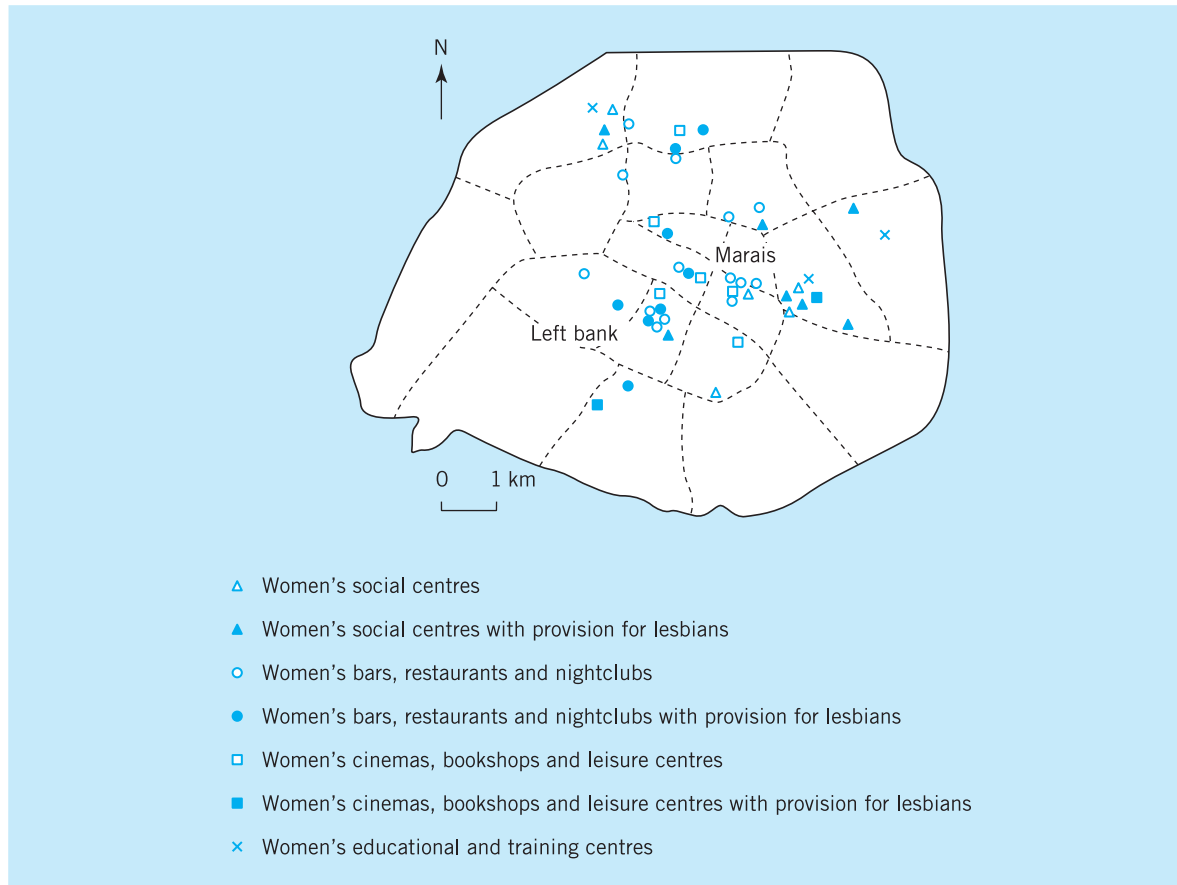 N
Marais
Left bank
0 1 km
Women's social centres
Women's social centres with provision for lesbians
Women's bars, restaurants and nightclubs
Women's bars, restaurants and nightclubs with provision for lesbians
Women's cinemas, bookshops and leisure centres
Women's cinemas, bookshops and leisure centres with provision for lesbians
Women's educational and training centres